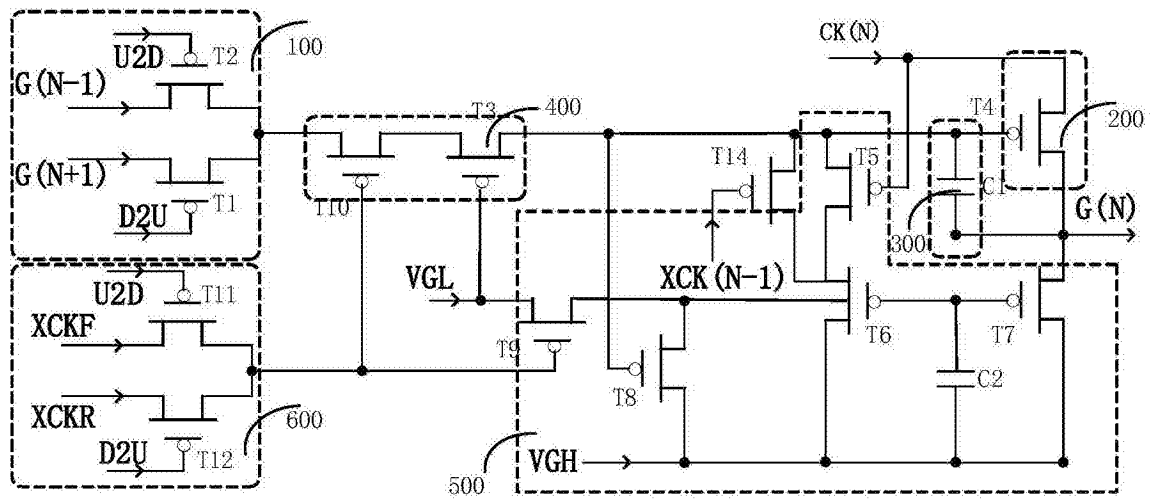 U2D
T2
100
G(N-1)
G(N+1)
T1
D2U
T10
T3
400
CK(N)
T4
200
T14
T5
C1
300
G(N)
XCK(N-1)
VGL
T9
T6
T7
T8
C2
U2D
T11
XCKF
XCKR
D2U
T12
600
500
VGH